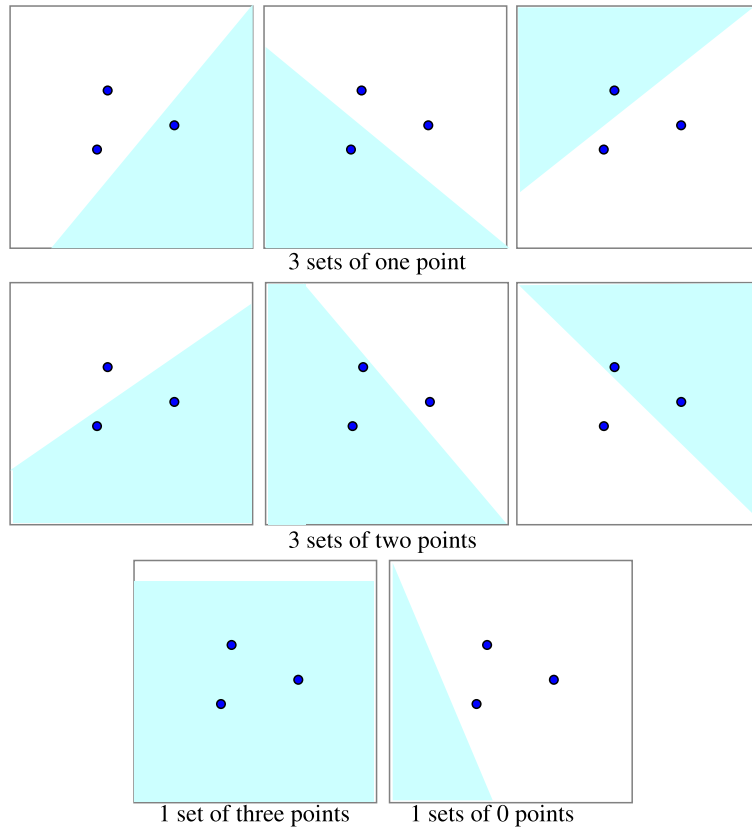 3 sets of one point
3 sets of two points
1 set of three points
1 sets of 0 points